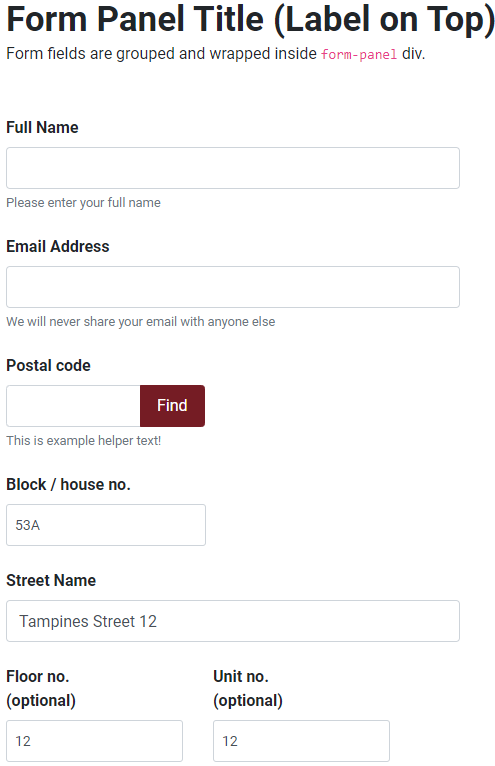 Form Panel Title (Label on Top)
Form fields are grouped and wrapped inside form-panel div.
Full Name
Please enter your full name
Email Address
We will never share your email with anyone else
Postal code
Find
This is example helper text!
Block / house no.
53A
Street Name
Tampines Street 12
Floor no.
(optional)
12
Unit no.
(optional)
12